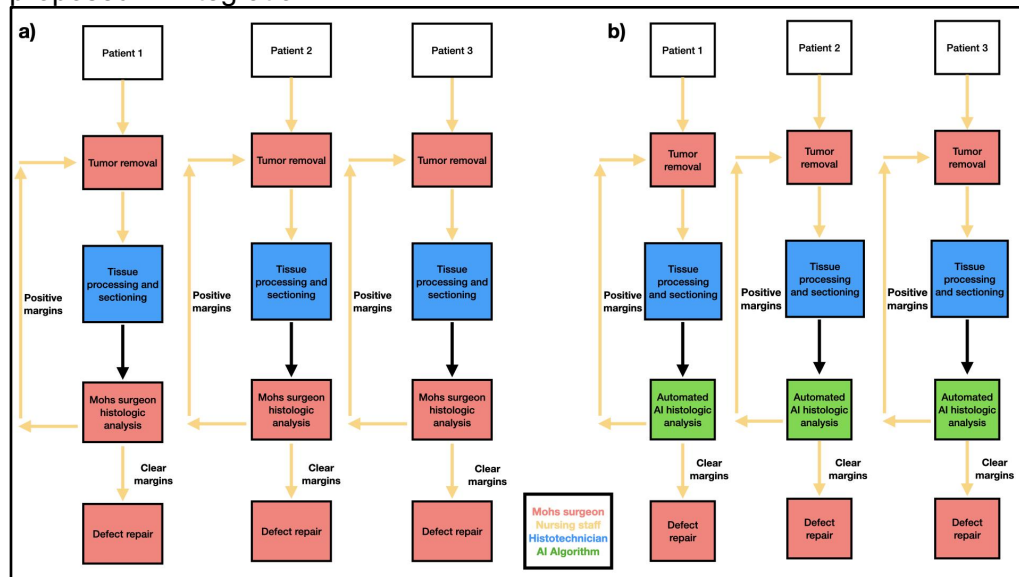 proposed AI integration
a)
Patient 1
Patient 2
Patient 3
Tumor removal
Tumor removal
Tumor removal
Tissue
processing and
sectioning
Tissue
processing and
sectioning
Tissue
processing and
sectioning
Positive
margins
Positive
margins
Positive
margins
Mohs surgeon
histologic
analysis
Mohs surgeon
histologic
analysis
Mohs surgeon
histologic
analysis
Clear
margins
Clear
margins
Clear
margins
Defect repair
Defect repair
Defect repair
Mohs surgeon
Nursing staff
Histotechnician
AI Algorithm
b)
Patient 1
Patient 2
Patient 3
Tumor
removal
Tumor
removal
Tumor
removal
Tissue
processing
and sectioning
Tissue
processing
and sectioning
Tissue
processing
and sectioning
Positive
margins
Positive
margins
Positive
margins
Automated
AI histologic
analysis
Automated
AI histologic
analysis
Automated
AI histologic
analysis
Clear
margins
Clear
margins
Clear
margins
Defect
repair
Defect
repair
Defect
repair